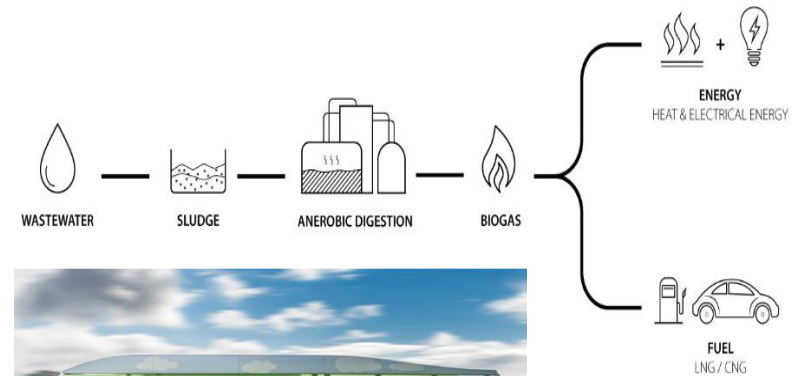 +
ENERGY
HEAT & ELECTRICAL ENERGY
WASTEWATER
SLUDGE
ANEROBIC DIGESTION
BIOGAS
FUEL
LNG / CNG